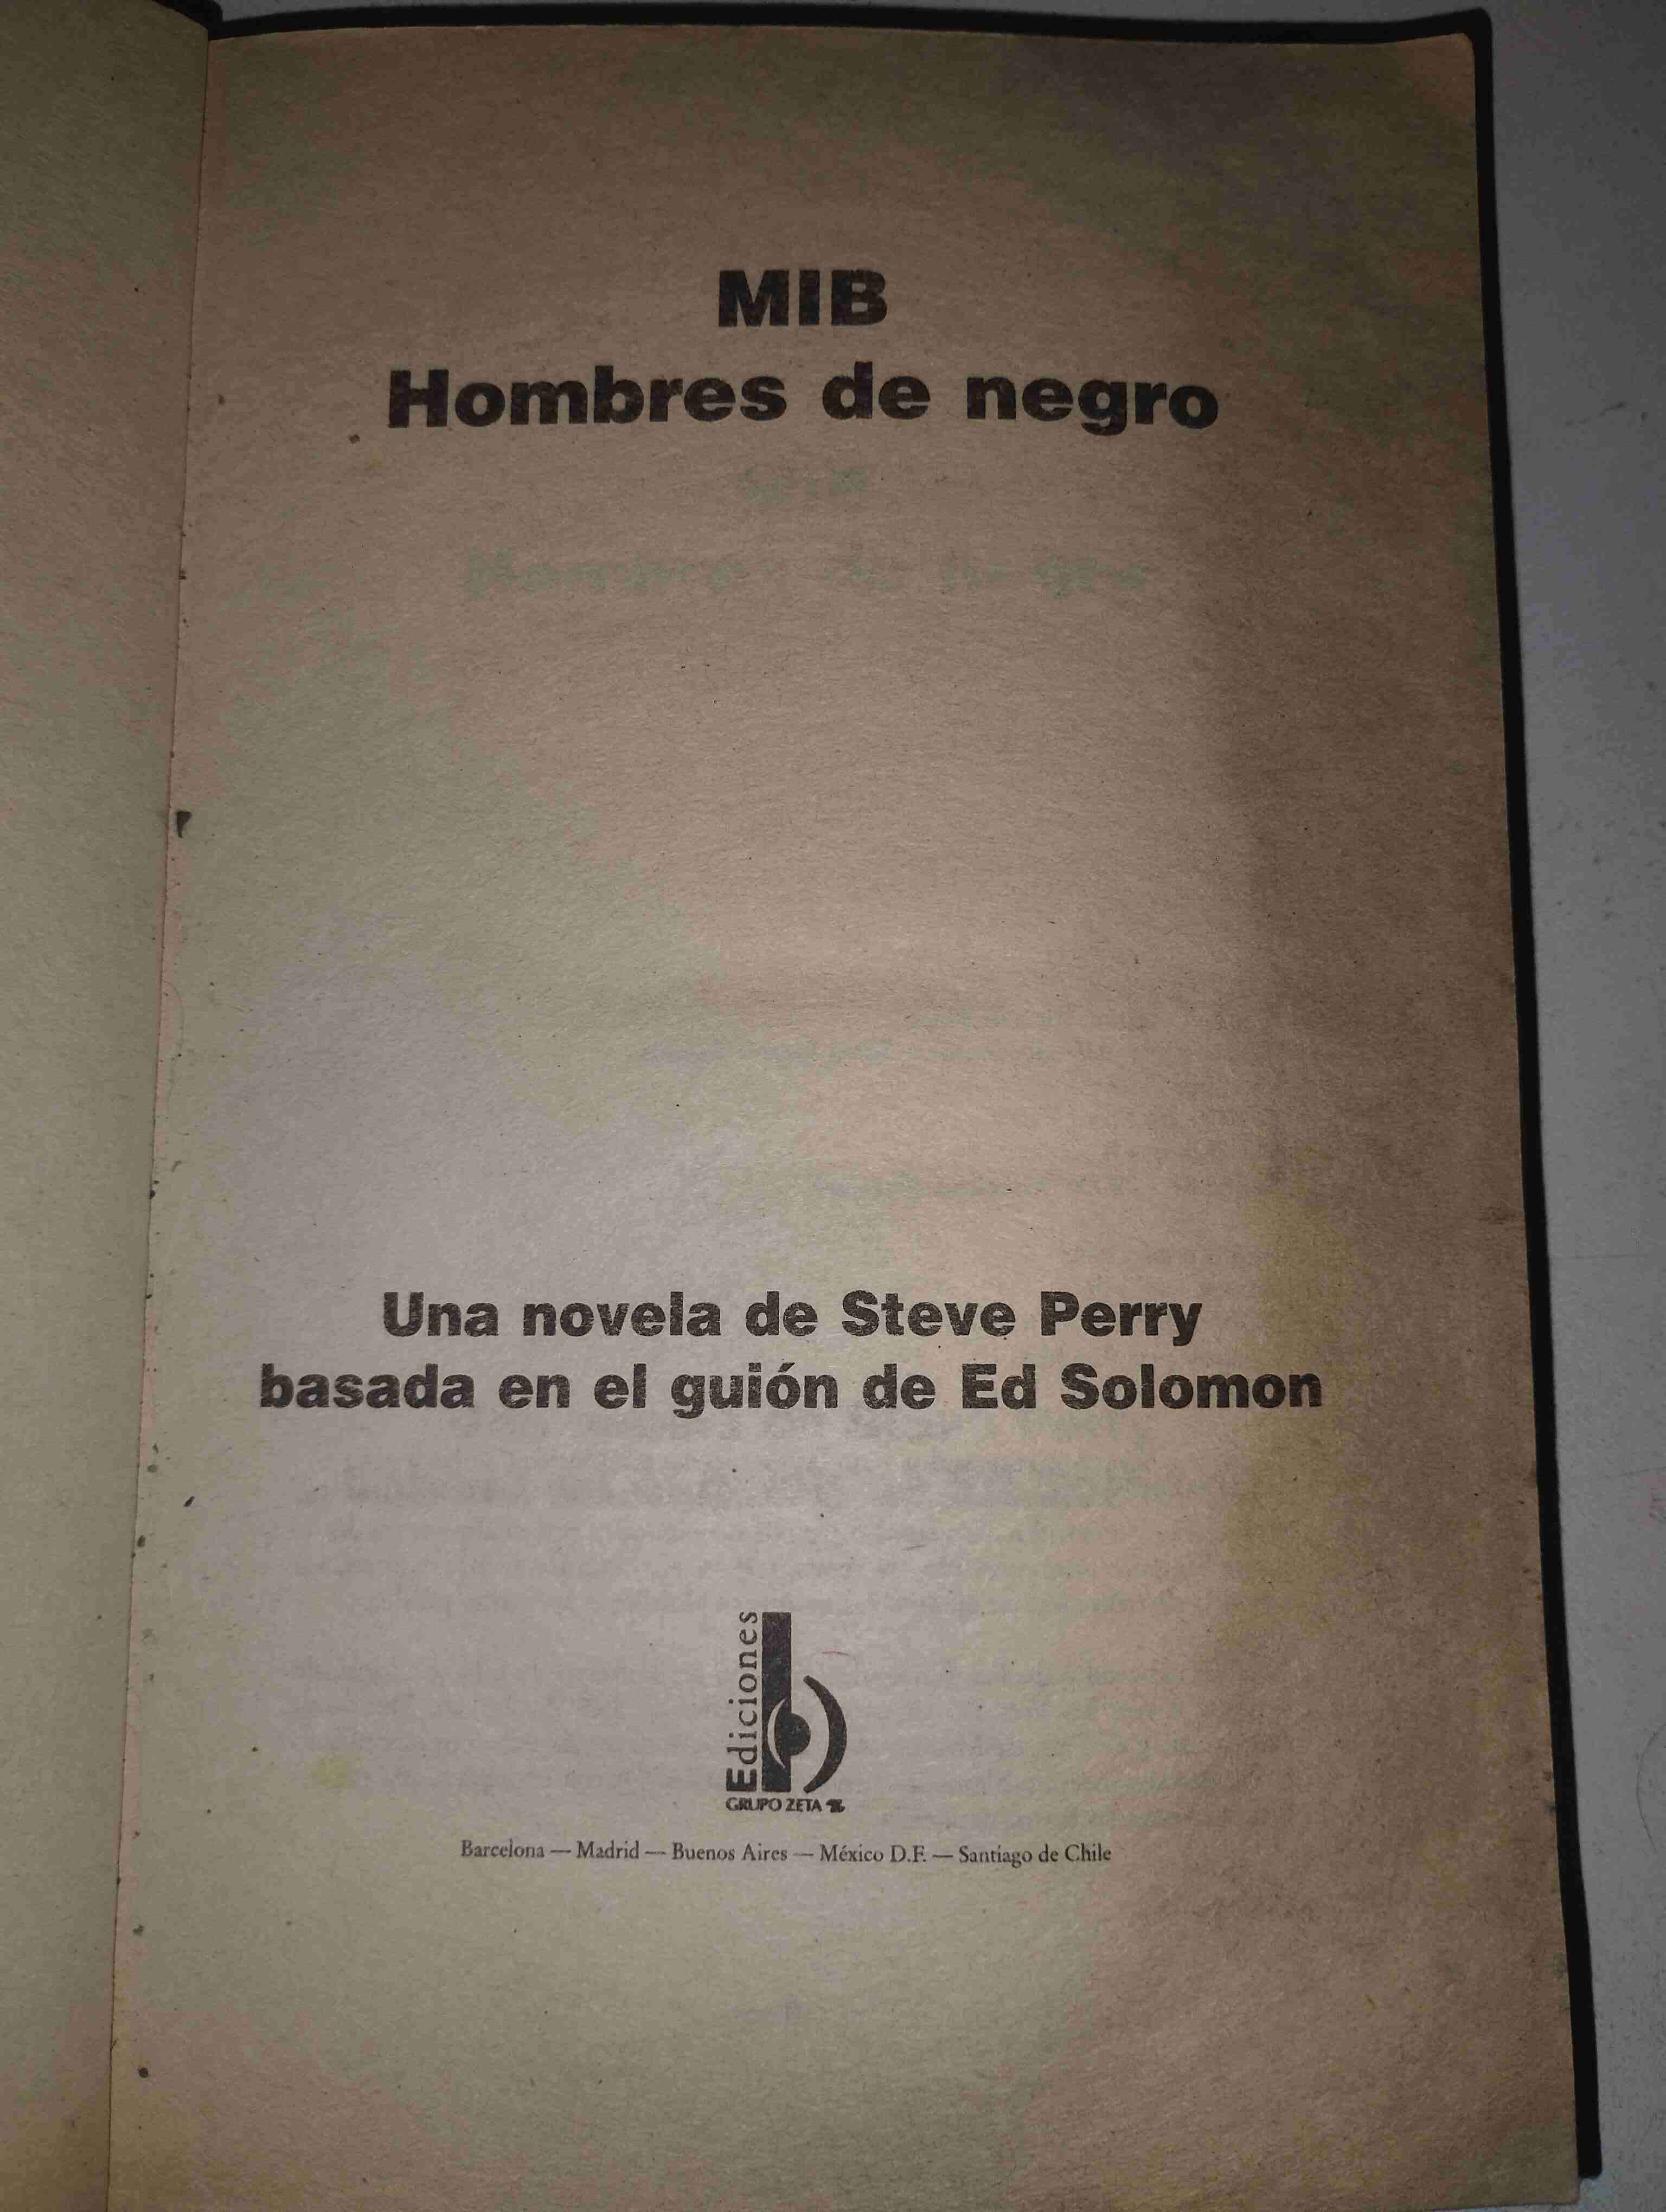 MIB
Hombres de negro
Una novela de Steve Perry
basada en el guión de Ed Solomon
Ediciones
b
GRUPO ZETA
Barcelona — Madrid — Buenos Aires — México D.F. — Santiago de Chile